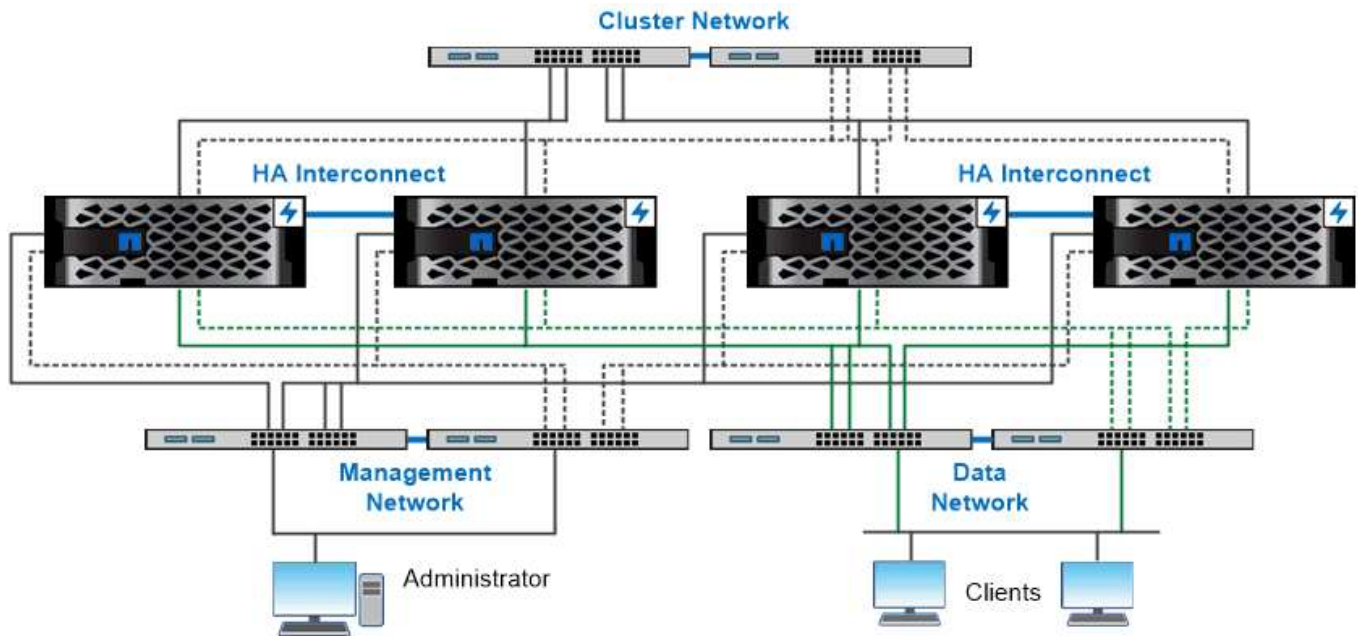 Cluster Network
HA Interconnect
HA Interconnect
Management
Network
Data
Network
Administrator
Clients